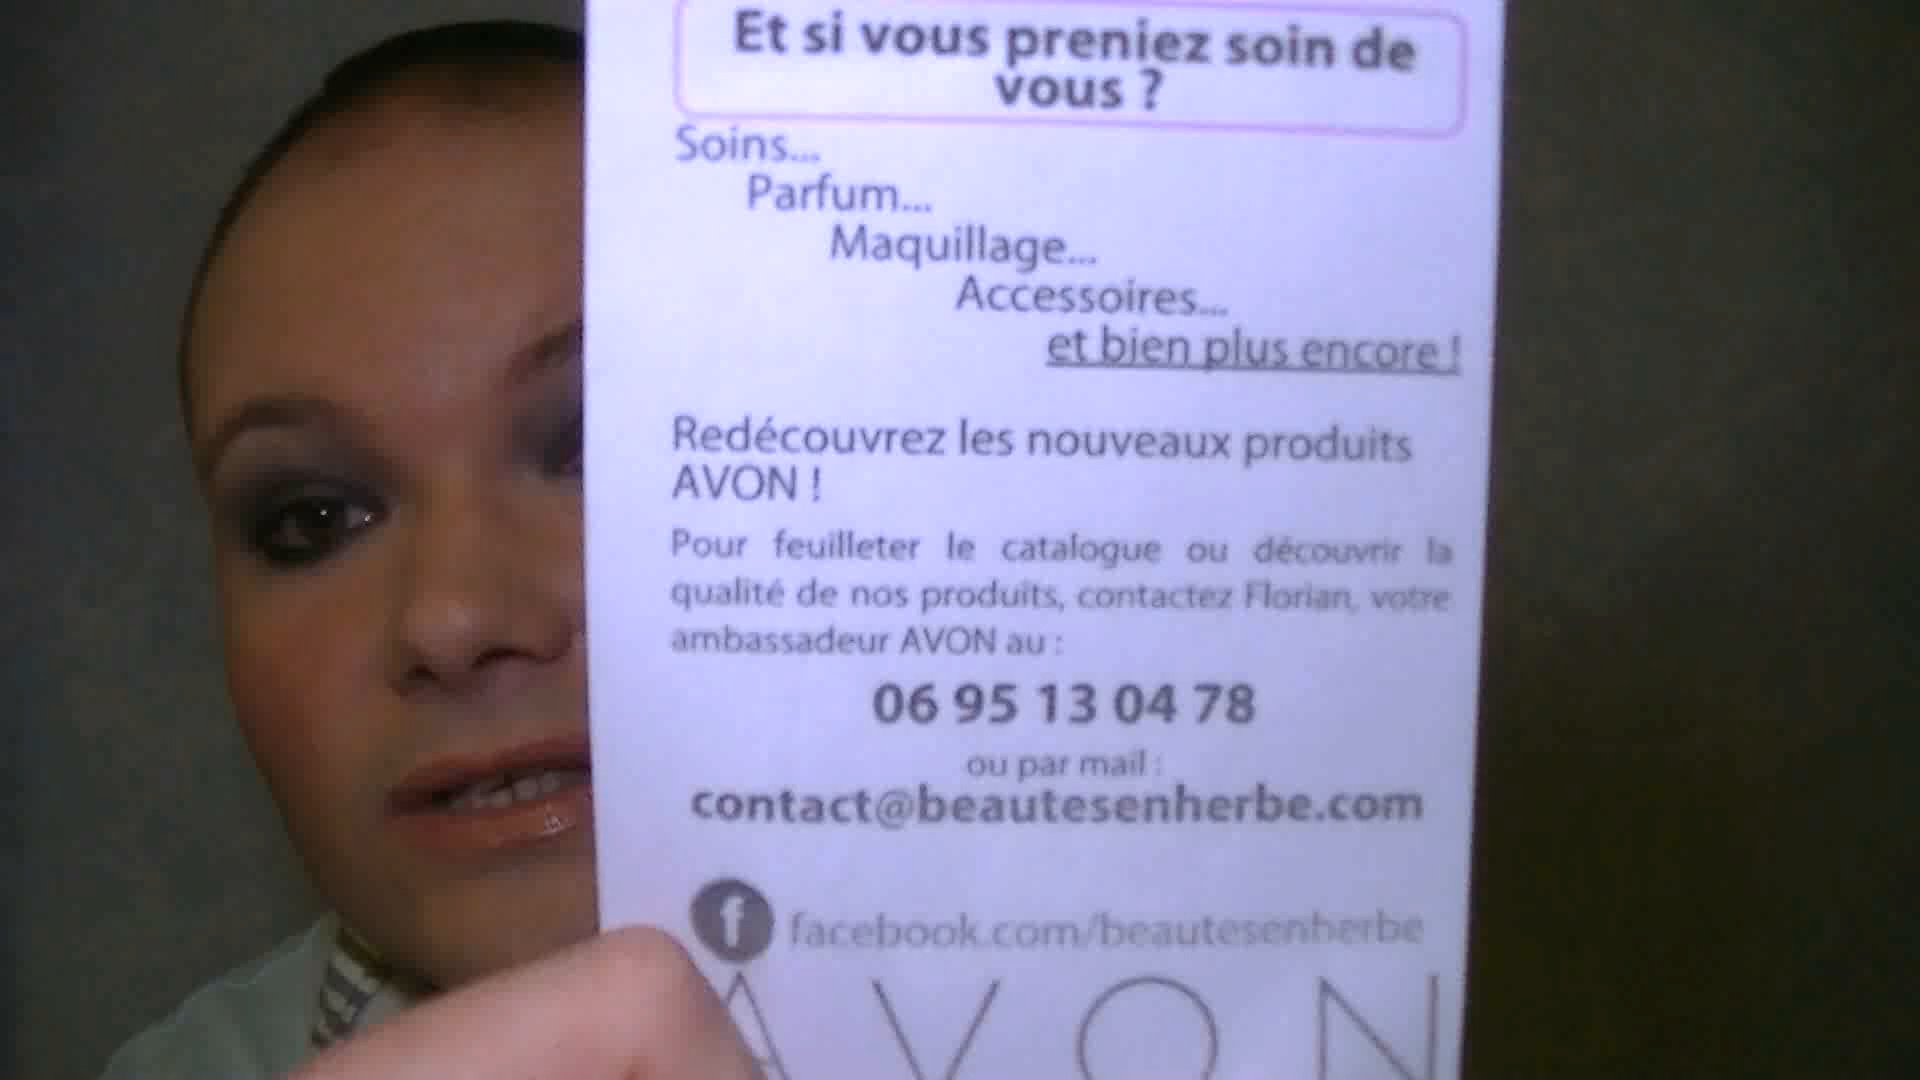 Et si vous preniez soin de
vous ?
Soins...
Parfum...
Maquillage...
Accessoires...
et bien plus encore !
Redécouvrez les nouveaux produits
AVON !
Pour feuilleter le catalogue ou découvrir la
qualité de nos produits, contactez Florian, votre
ambassadeur AVON au :
06 95 13 04 78
ou par mail :
contact@beautesenherbe.com
f facebook.com/beautesenherbe
AVON